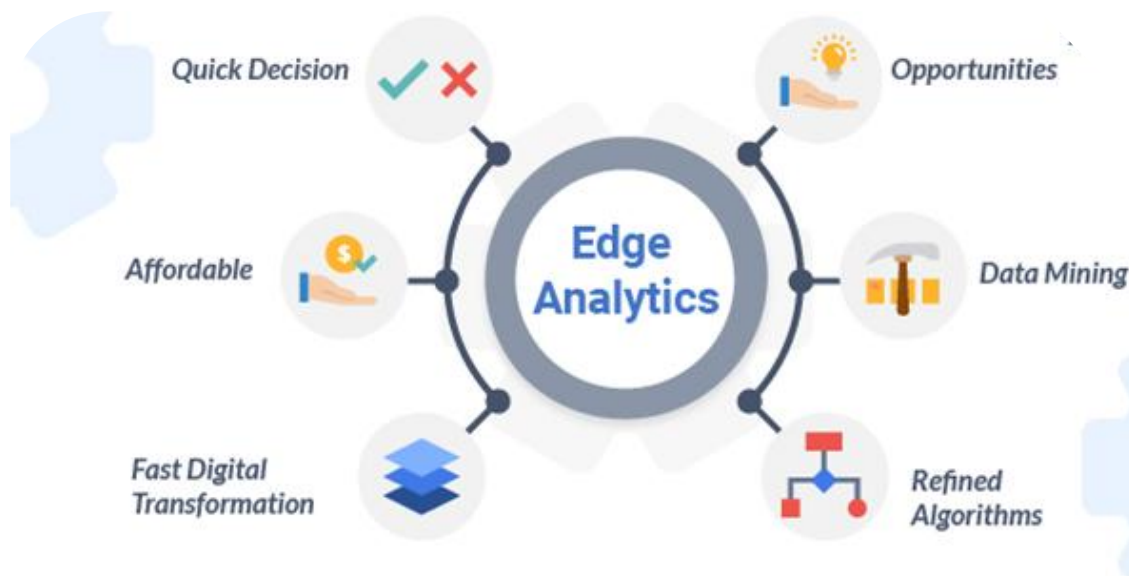 Quick Decision
Opportunities
Edge
Analytics
Affordable
Data Mining
Fast Digital
Transformation
Refined
Algorithms